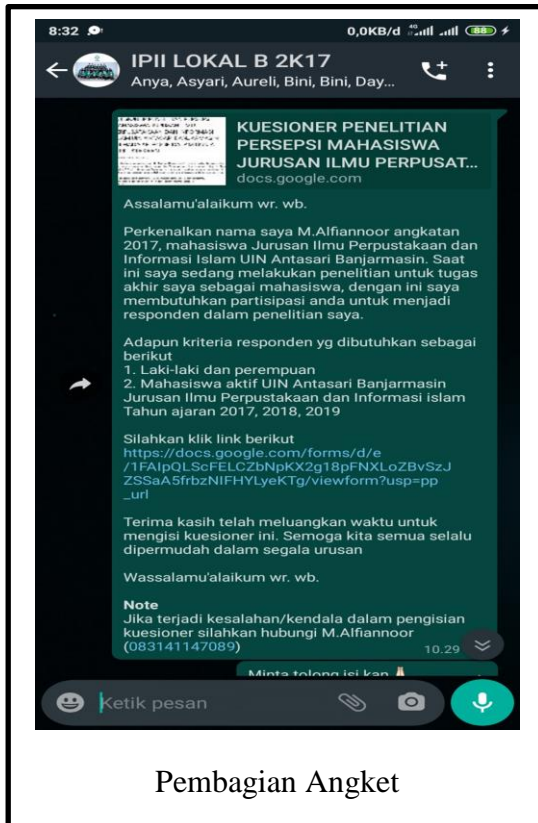 8:32 0,0KB/d 4G 88
IPII LOKAL B 2K17
Anya, Asyari, Aureli, Bini, Bini, Day...
KUESIONER PENELITIAN
PERSEPSI MAHASISWA
JURUSAN ILMU PERPUSAT...
docs.google.com
Assalamu'alaikum wr. wb.
Perkenalkan nama saya M.Alfiannoor angkatan
2017, mahasiswa Jurusan Ilmu Perpustakaan dan
Informasi Islam UIN Antasari Banjarmasin. Saat
ini saya sedang melakukan penelitian untuk tugas
akhir saya sebagai mahasiswa, dengan ini saya
membutuhkan partisipasi anda untuk menjadi
responden dalam penelitian saya.
Adapun kriteria responden yg dibutuhkan sebagai
berikut
1. Laki-laki dan perempuan
2. Mahasiswa aktif UIN Antasari Banjarmasin
Jurusan Ilmu Perpustakaan dan Informasi islam
Tahun ajaran 2017, 2018, 2019
Silahkan klik link berikut
https://docs.google.com/forms/d/e
/1FAIpQLScFELCZbNpKX2g18pFNXLoZBvSzJ
ZSSaA5frbzNIFHYLyeKTg/viewform?usp=pp
_url
Terima kasih telah meluangkan waktu untuk
mengisi kuesioner ini. Semoga kita semua selalu
dipermudah dalam segala urusan
Wassalamu'alaikum wr. wb.
Note
Jika terjadi kesalahan/kendala dalam pengisian
kuesioner silahkan hubungi M.Alfiannoor
(083141147089)
10.29
Minta tolong isi kan
Ketik pesan
Pembagian Angket